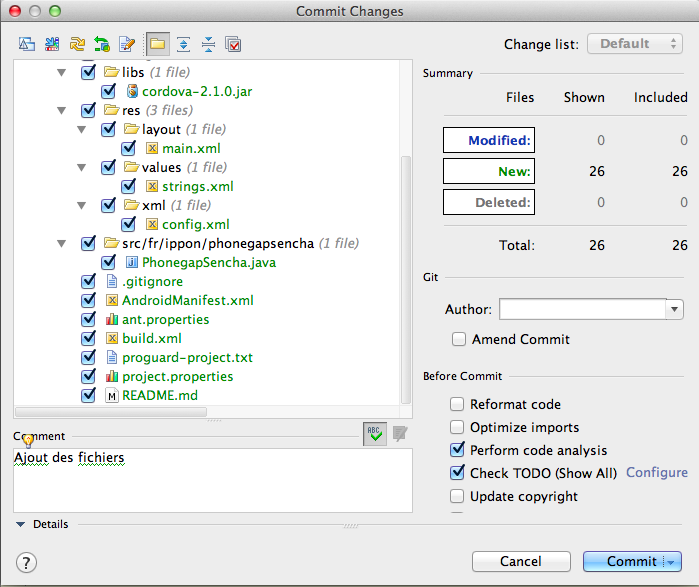 Commit Changes
Change list: Default
libs (1 file)
cordova-2.1.0.jar
res (3 files)
layout (1 file)
main.xml
values (1 file)
strings.xml
xml (1 file)
config.xml
src/fr/ippon/phonegapsencha (1 file)
PhonegapSencha.java
.gitignore
AndroidManifest.xml
ant.properties
build.xml
proguard-project.txt
project.properties
README.md
Summary
Files Shown Included
Modified: 0 0
New: 26 26
Deleted: 0 0
Total: 26 26
Git
Author:
Amend Commit
Before Commit
Reformat code
Optimize imports
Perform code analysis
Check TODO (Show All) Configure
Update copyright
Comment
ABC
Ajout des fichiers
Details
?
Cancel
Commit